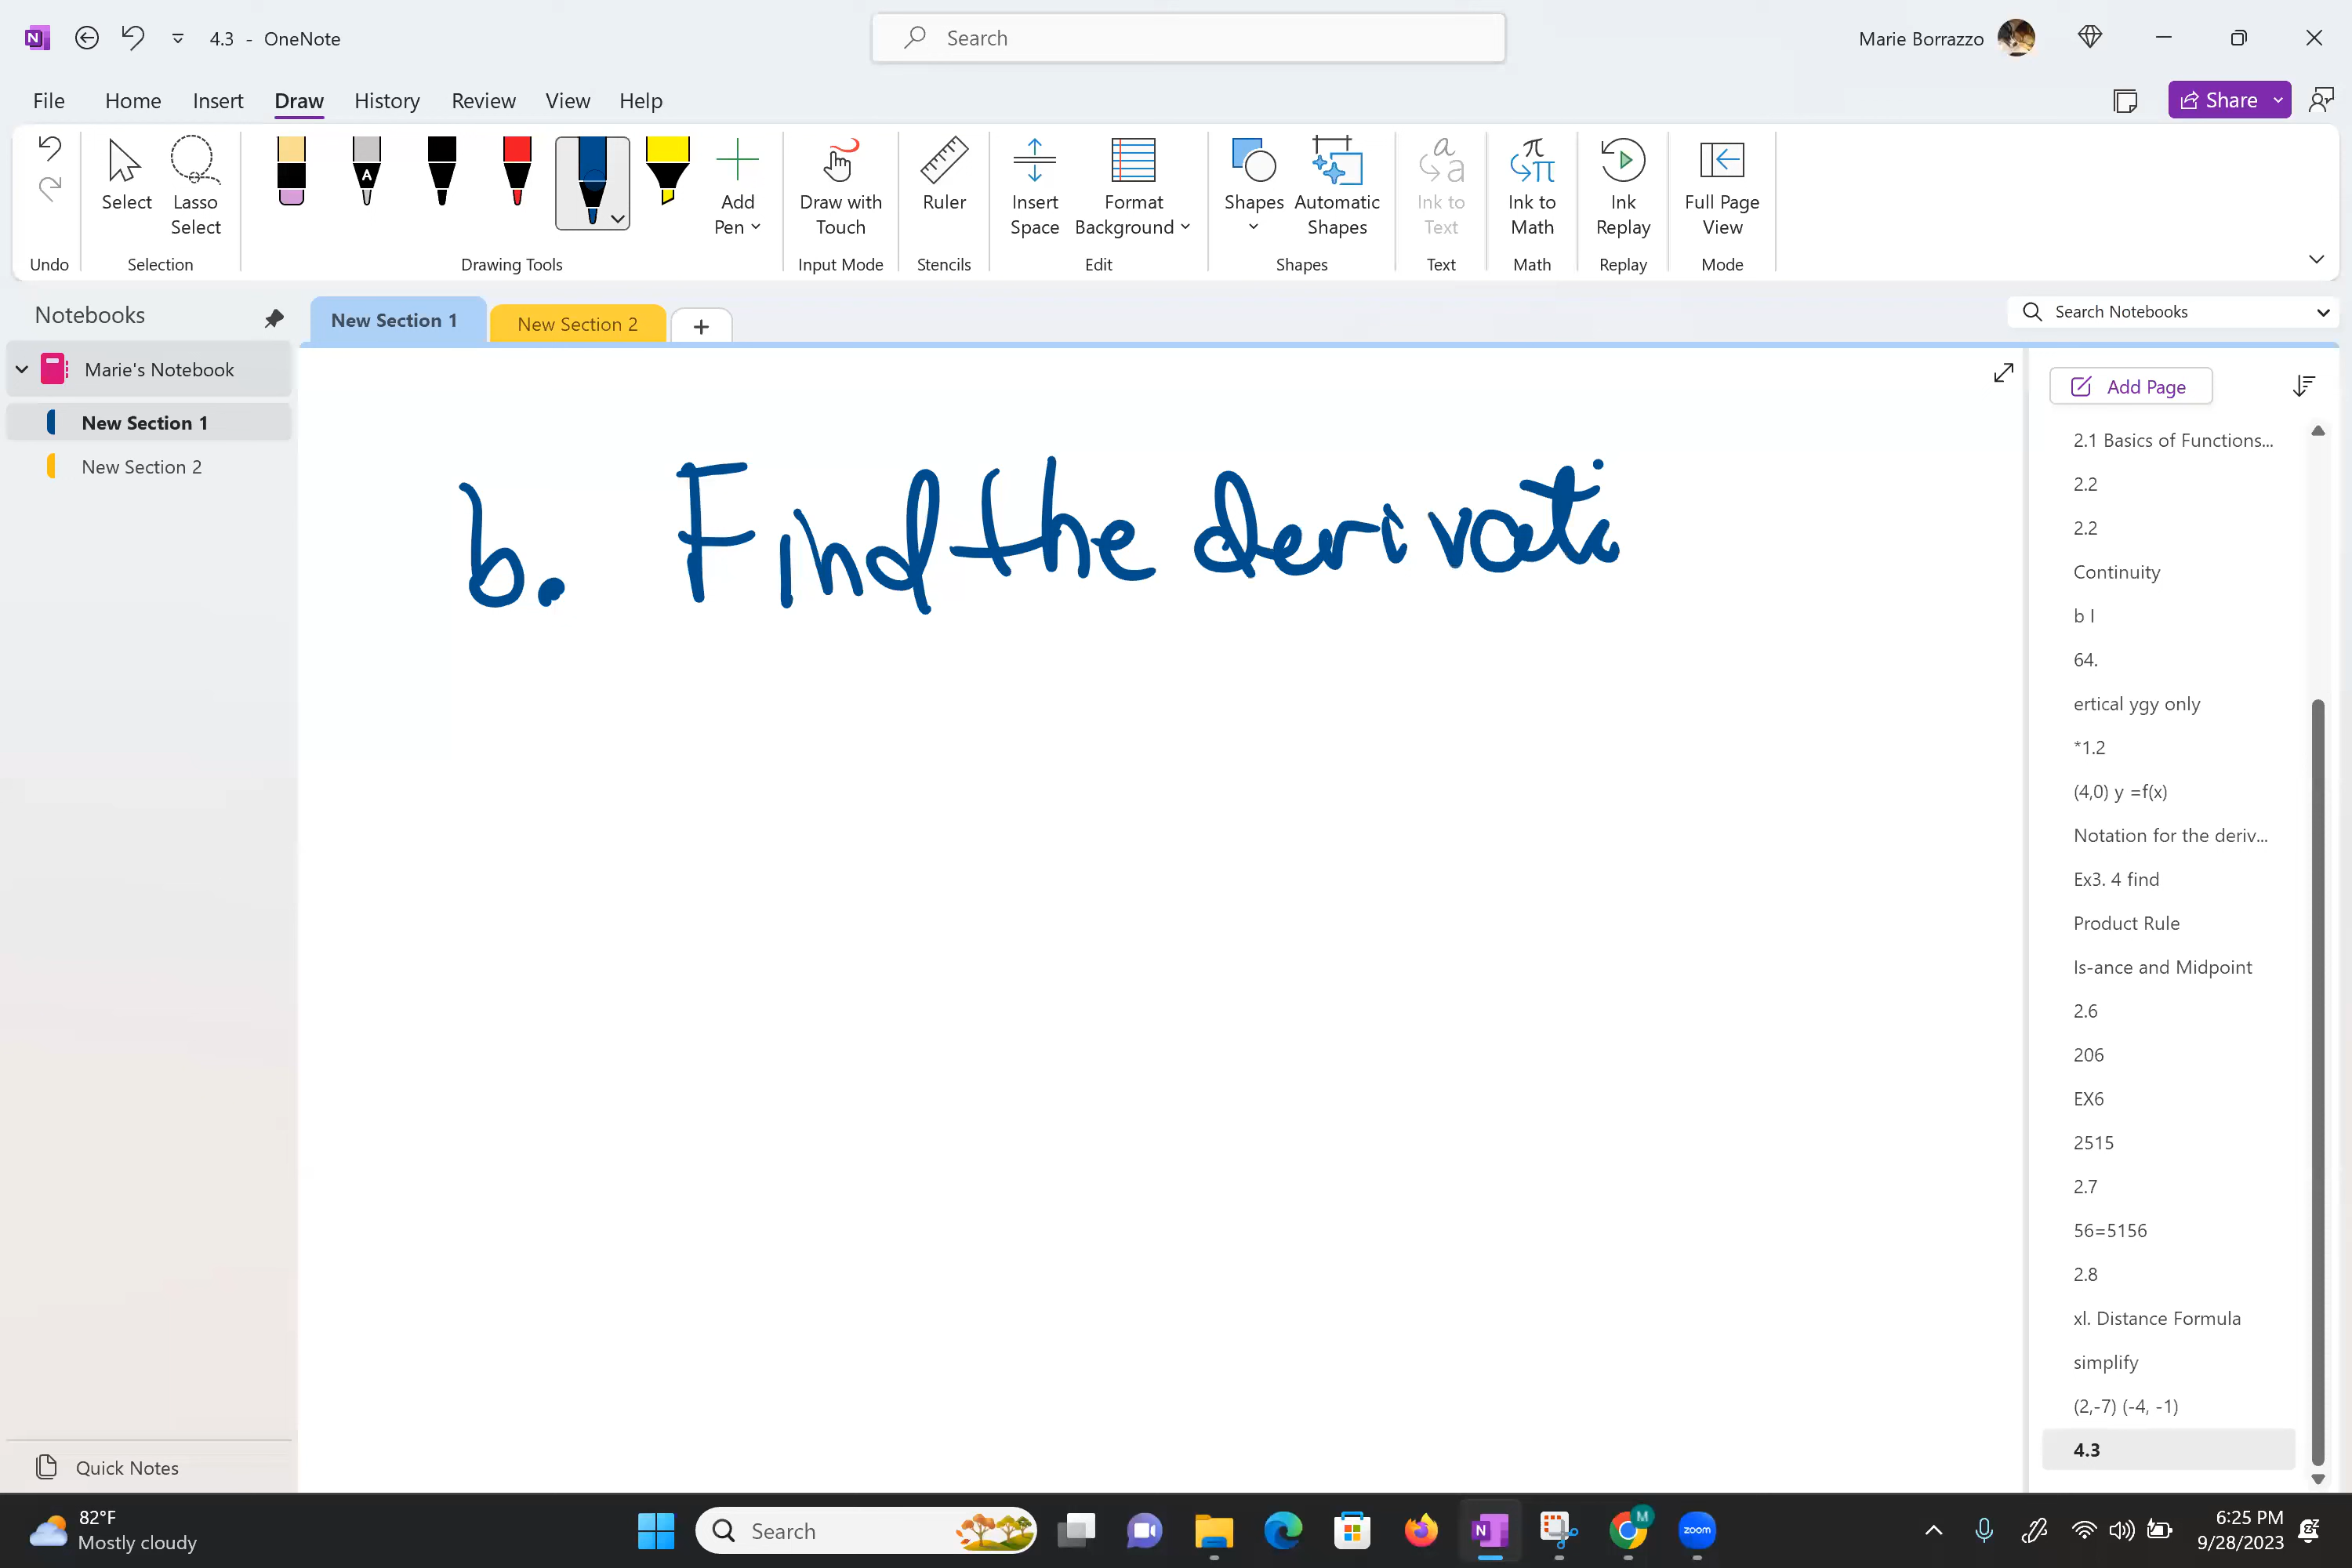 4.3 - OneNote
Search
Marie Borrazzo
File Home Insert Draw History Review View Help
Share
Undo
Select
Lasso Select
Selection
A
Drawing Tools
Add Pen
Draw with Touch
Input Mode
Ruler
Stencils
Insert Space
Format Background
Edit
Shapes
Automatic Shapes
Shapes
Ink to Text
Text
Ink to Math
Math
Ink Replay
Replay
Full Page View
Mode
Notebooks
Marie's Notebook
New Section 1
New Section 2
Quick Notes
New Section 1
New Section 2
+
Search Notebooks
b. Find the derivati
Add Page
2.1 Basics of Functions...
2.2
2.2
Continuity
b I
64.
ertical ygy only
*1.2
(4,0) y =f(x)
Notation for the deriv...
Ex3. 4 find
Product Rule
Is-ance and Midpoint
2.6
206
EX6
2515
2.7
56=5156
2.8
xl. Distance Formula
simplify
(2,-7) (-4, -1)
4.3
82°F
Mostly cloudy
Search
M
zoom
6:25 PM
9/28/2023